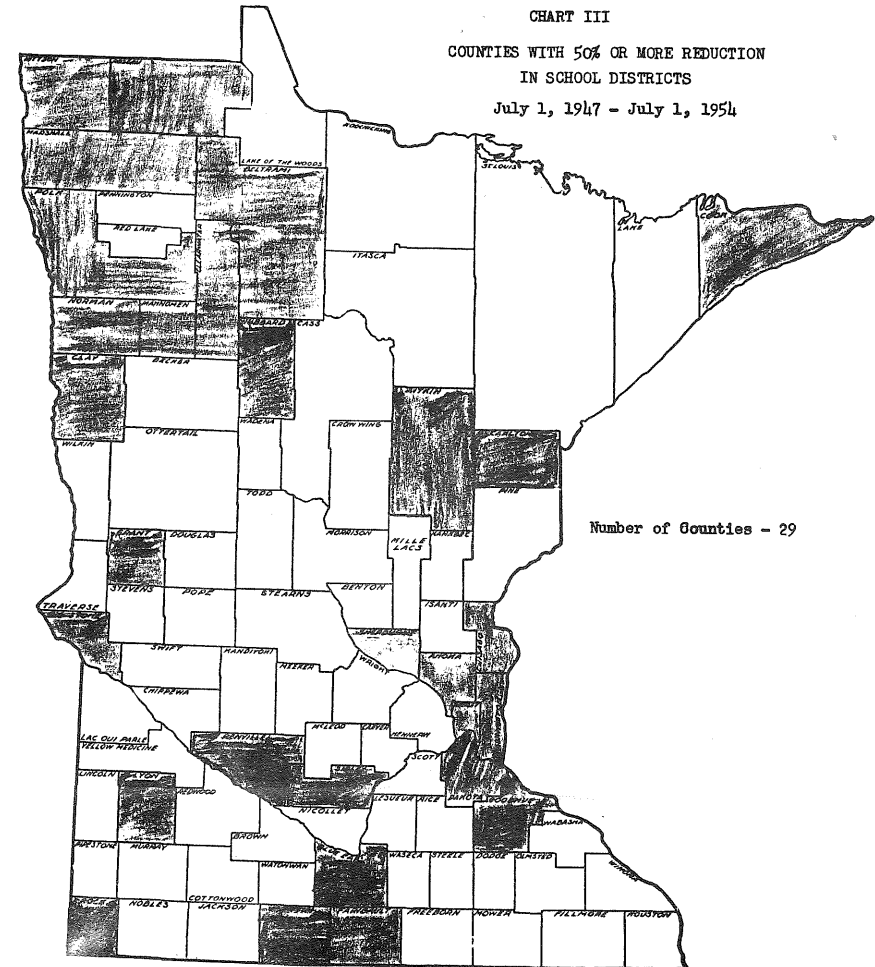 CHART III
COUNTIES WITH 50% OR MORE REDUCTION
IN SCHOOL DISTRICTS
July 1, 1947 - July 1, 1954
KITTSON
ROSEAU
KOOCHICHING
MARSHALL
LAKE OF THE WOODS
BELTRAMI
ST LOUIS
POLK
PENNINGTON
LAKE
COOK
RED LAKE
CLEARWATER
ITASCA
NORMAN
MAHNOMEN
HUBBARD
CASS
CLAY
BECKER
AITKIN
WADENA
CROW WING
OTTERTAIL
CARLTON
WILKIN
TODD
PINE
Number of Counties - 29
GRANT
DOUGLAS
MORRISON
MILLE
LACS
KANABEC
STEVENS
POPE
STEARNS
BENTON
ISANTI
TRAVERSE
SHERBURNE
SWIFT
KANDIYOHI
MEEKER
WRIGHT
ANOKA
CHIPPEWA
LAC QUI PARLE
YELLOW MEDICINE
RENVILLE
McLEOD
CARVER
HENNEPIN
SCOTT
LINCOLN
LYON
REDWOOD
NICOLLET
LESUEUR
RICE
DAKOTA
GOODHUE
WABASHA
BROWN
PIPESTONE
MURRAY
WATONWAN
BLUE EARTH
WASECA
STEELE
DODGE
OLMSTED
WINONA
ROCK
NOBLES
COTTONWOOD
JACKSON
FARIBAULT
FREEBORN
MOWER
FILLMORE
HOUSTON